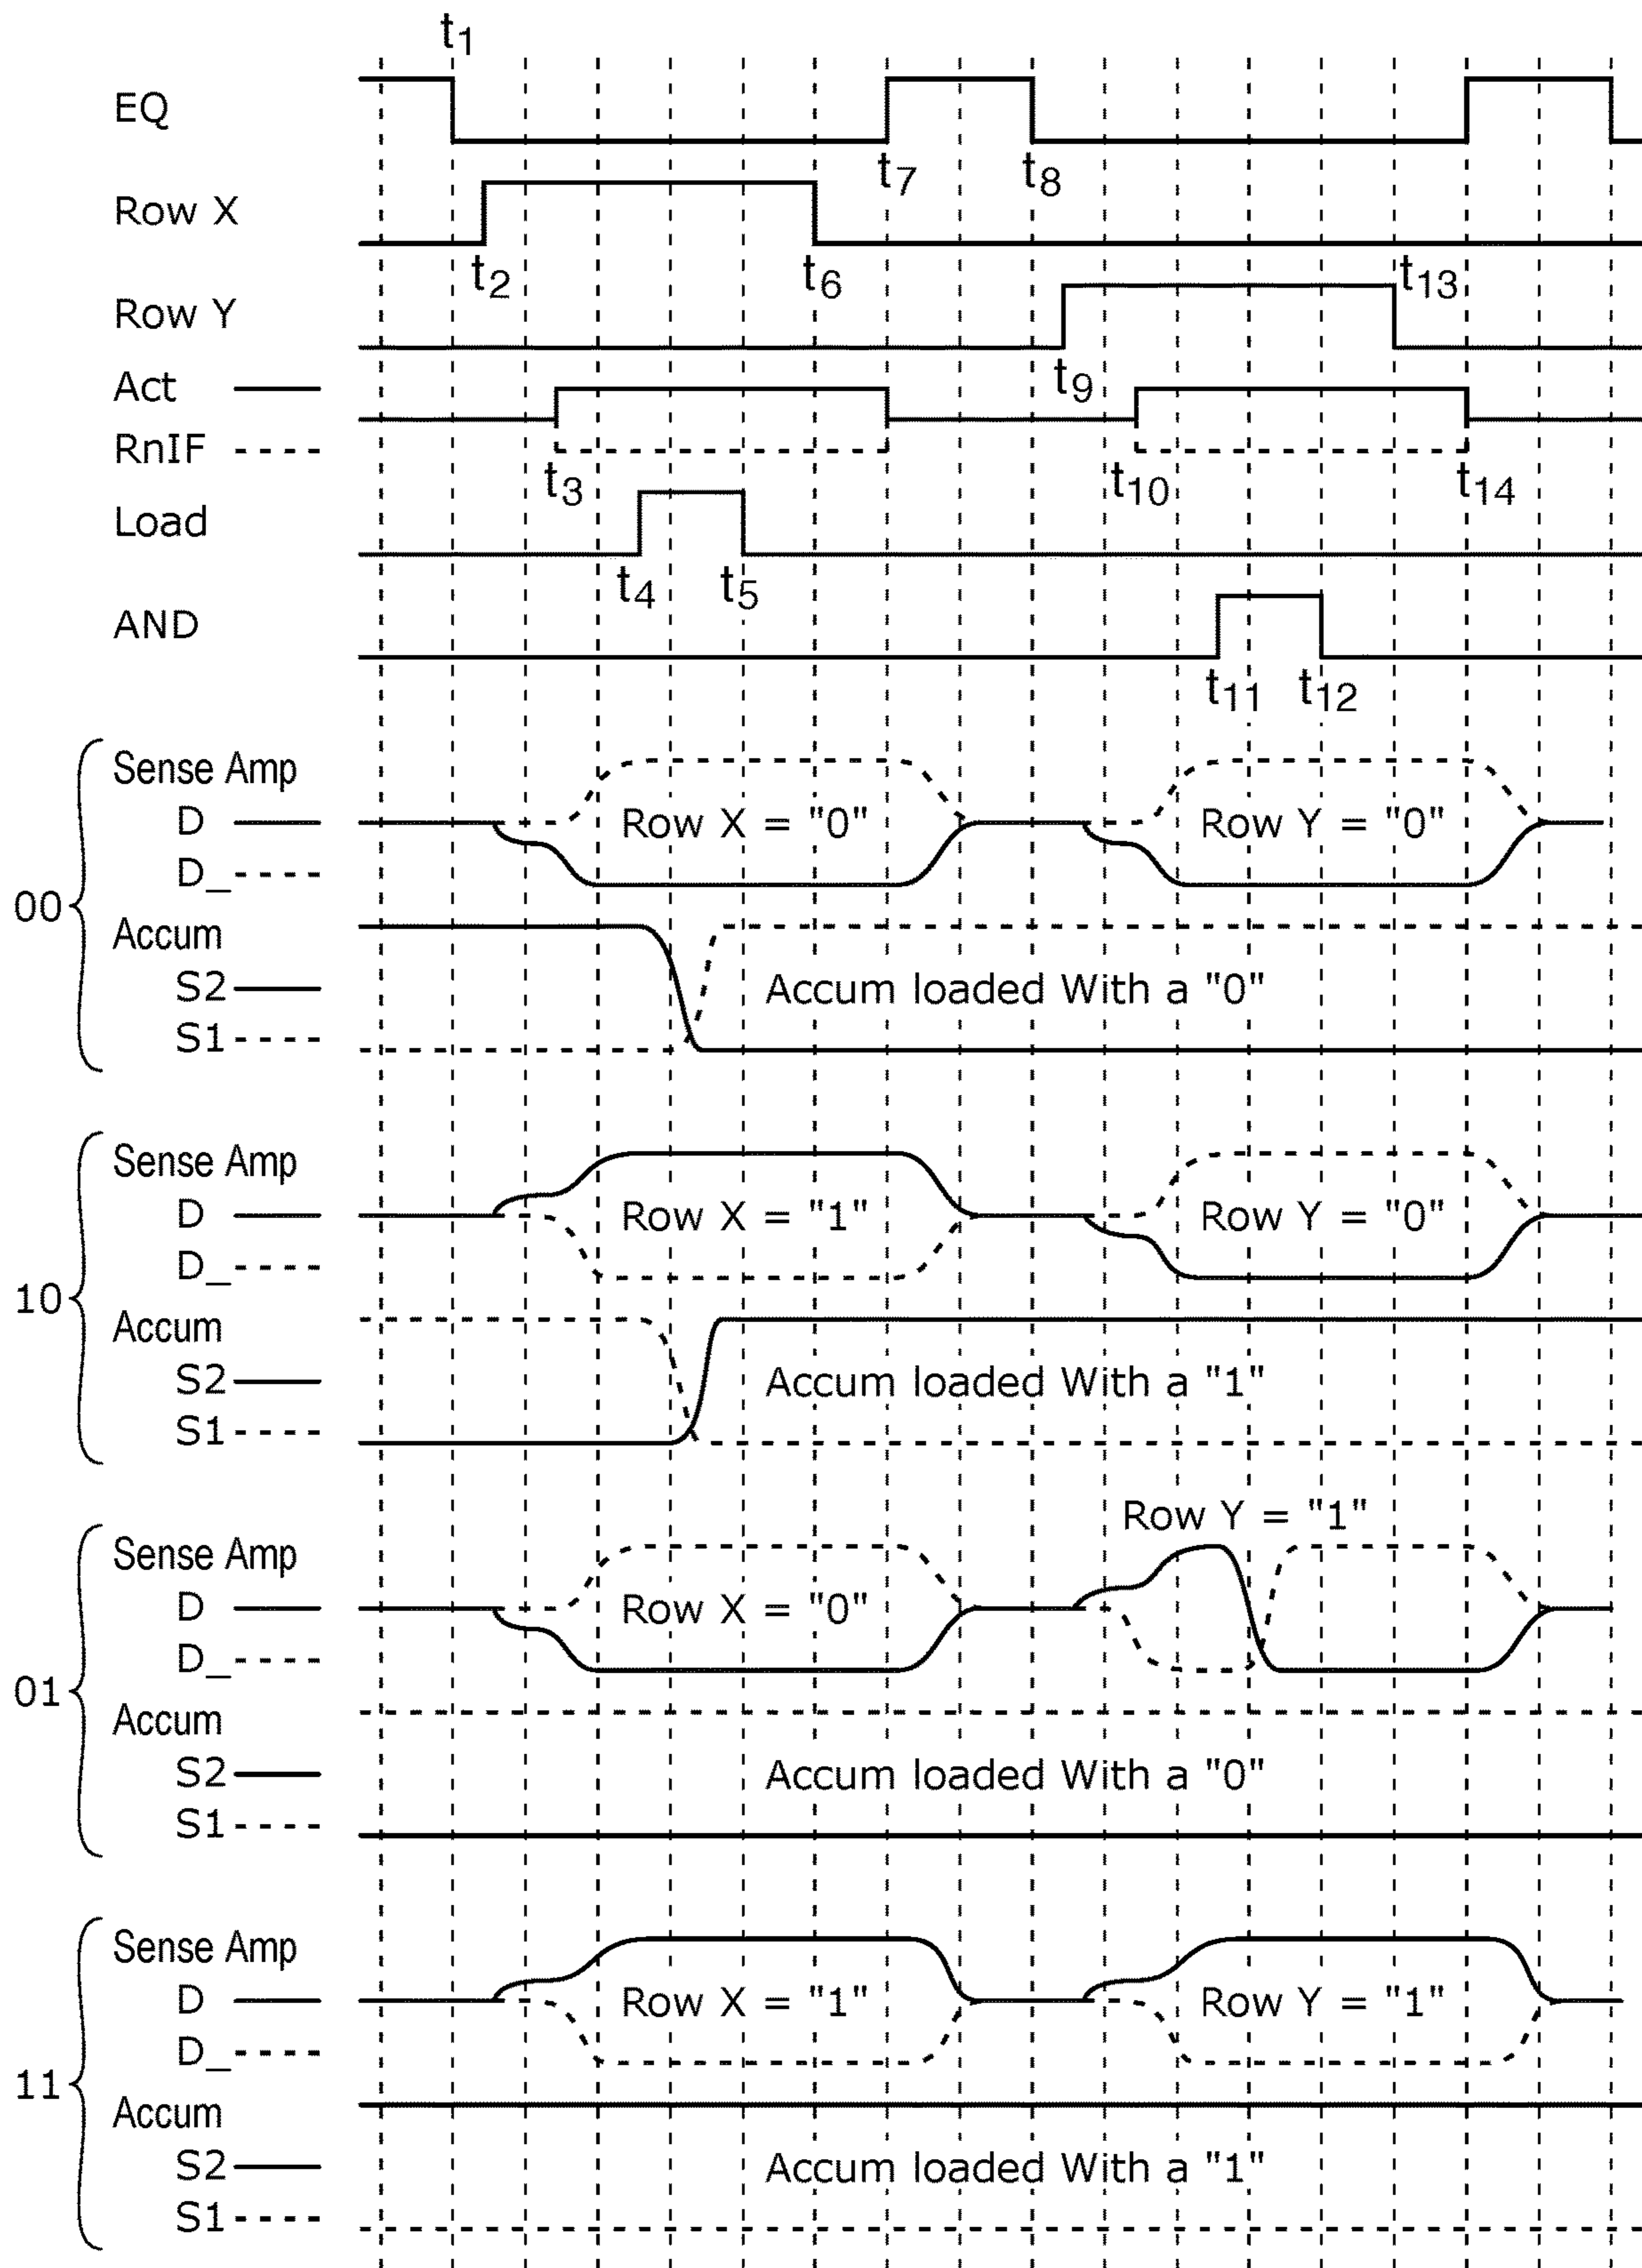 t1
EQ
t7 t8
Row X
t2 t6 t13
Row Y
t9
Act
RnIF
t3 t10 t14
Load
t4 t5
AND
t11 t12
00
Sense Amp
D Row X = "0" Row Y = "0"
D_
Accum
S2 Accum loaded With a "0"
S1
10
Sense Amp
D Row X = "1" Row Y = "0"
D_
Accum
S2 Accum loaded With a "1"
S1
01
Row Y = "1"
Sense Amp
D Row X = "0"
D_
Accum
S2 Accum loaded With a "0"
S1
11
Sense Amp
D Row X = "1" Row Y = "1"
D_
Accum
S2 Accum loaded With a "1"
S1